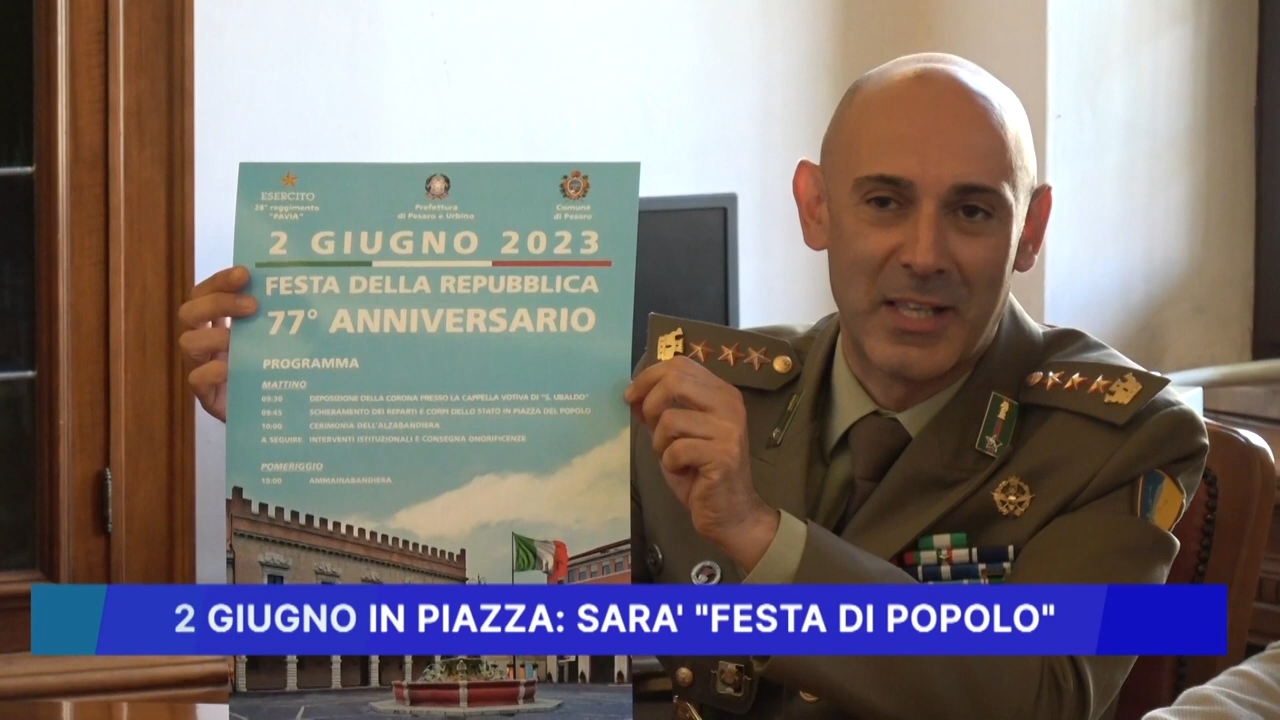 ESERCITO
28° reggimento
"PAVIA"
Prefettura
di Pesaro e Urbino
Comune
di Pesaro
2 GIUGNO 2023
FESTA DELLA REPUBBLICA
77° ANNIVERSARIO
PROGRAMMA
MATTINO
09:30 DEPOSIZIONE DELLA CORONA PRESSO LA CAPPELLA VOTIVA DI "S. UBALDO"
09:45 SCHIERAMENTO DEI REPARTI E CORPI DELLO STATO IN PIAZZA DEL POPOLO
10:00 CERIMONIA DELL'ALZABANDIERA
A SEGUIRE INTERVENTI ISTITUZIONALI E CONSEGNA ONORIFICENZE
POMERIGGIO
AMMAINABANDIERA
2 GIUGNO IN PIAZZA: SARA' "FESTA DI POPOLO"